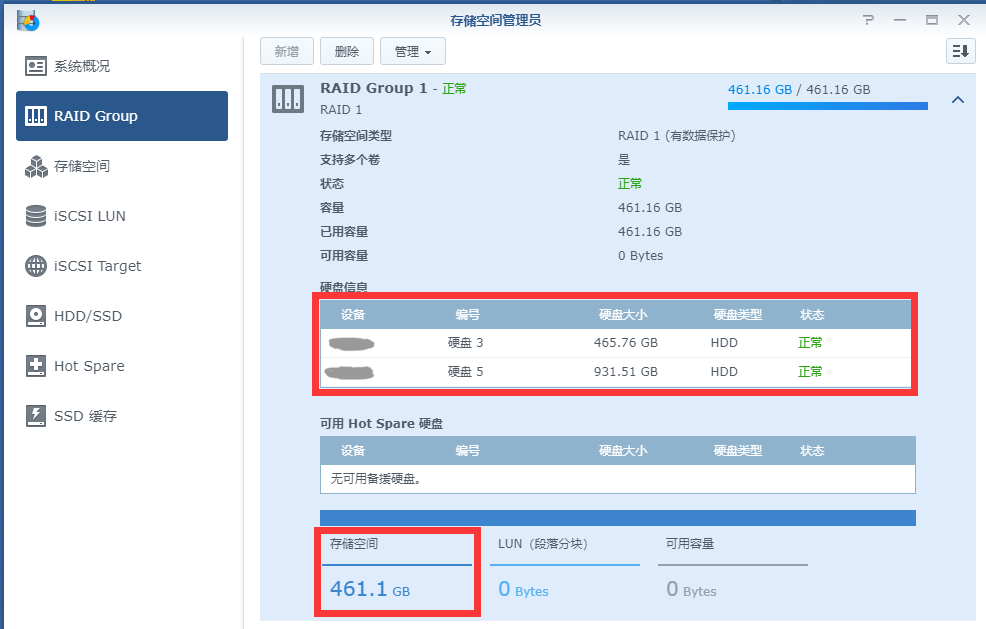 存储空间管理员
新增 删除 管理
系统概况
RAID Group
存储空间
iSCSI LUN
iSCSI Target
HDD/SSD
Hot Spare
SSD 缓存
RAID Group 1 - 正常
461.16 GB / 461.16 GB
RAID 1
存储空间类型 RAID 1 (有数据保护)
支持多个卷 是
状态 正常
容量 461.16 GB
已用容量 461.16 GB
可用容量 0 Bytes
硬盘信息
设备 编号 硬盘大小 硬盘类型 状态
硬盘 3 465.76 GB HDD 正常
硬盘 5 931.51 GB HDD 正常
可用 Hot Spare 硬盘
设备 编号 硬盘大小 硬盘类型 状态
无可用备援硬盘。
存储空间 LUN（段落分块） 可用容量
461.1 GB 0 Bytes 0 Bytes